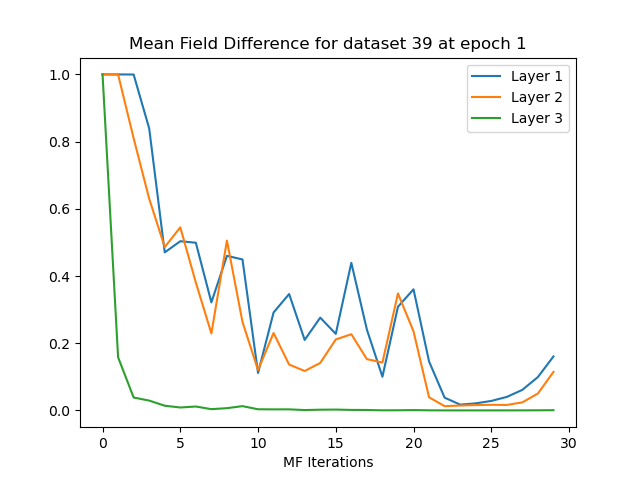 Mean Field Difference for dataset 39 at epoch 1
Layer 1
Layer 2
Layer 3
1.0
0.8
0.6
0.4
0.2
0.0
0 5 10 15 20 25 30
MF Iterations